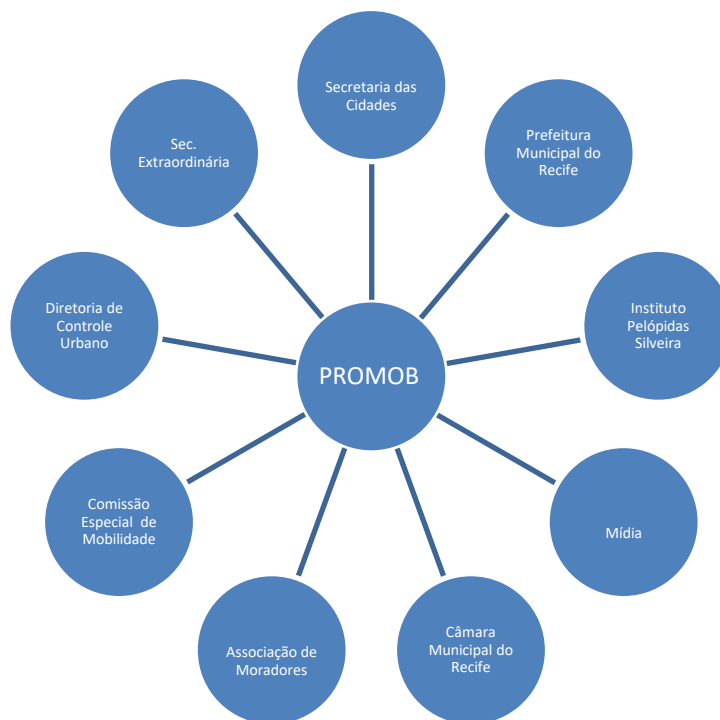 Secretaria das
Cidades
Prefeitura
Municipal do
Recife
Instituto
Pelópidas
Silveira
Mídia
Câmara
Municipal do
Recife
Associação de
Moradores
Comissão
Especial de
Mobilidade
Diretoria de
Controle
Urbano
Sec.
Extraordinária
PROMOB